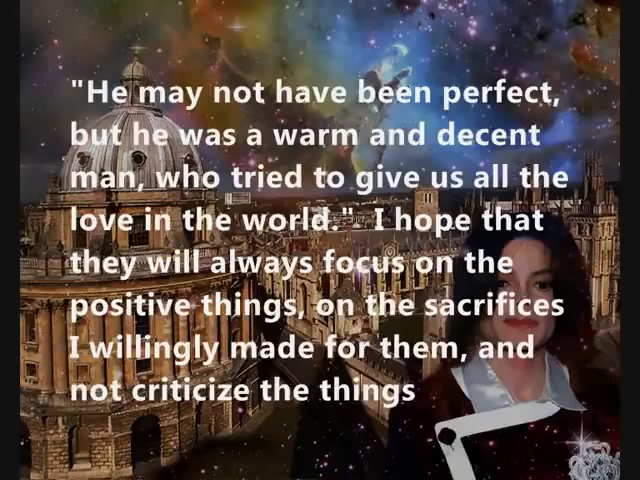 "He may not have been perfect,
but he was a warm and decent
man, who tried to give us all the
love in the world."  I hope that
they will always focus on the
positive things, on the sacrifices
I willingly made for them, and
not criticize the things